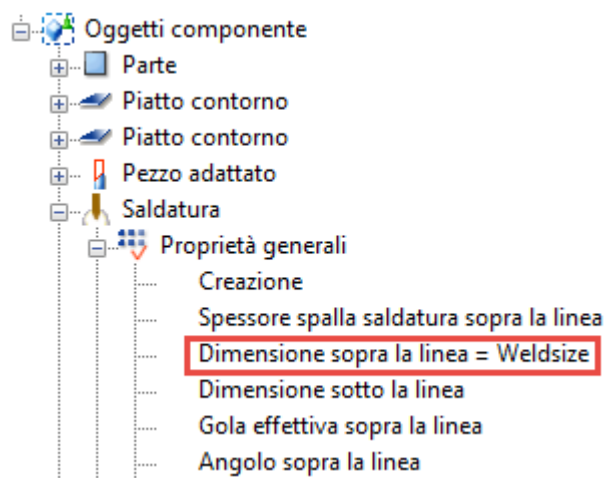 Oggetti componente
Parte
Piatto contorno
Piatto contorno
Pezzo adattato
Saldatura
Proprietà generali
Creazione
Spessore spalla saldatura sopra la linea
Dimensione sopra la linea = Weldsize
Dimensione sotto la linea
Gola effettiva sopra la linea
Angolo sopra la linea